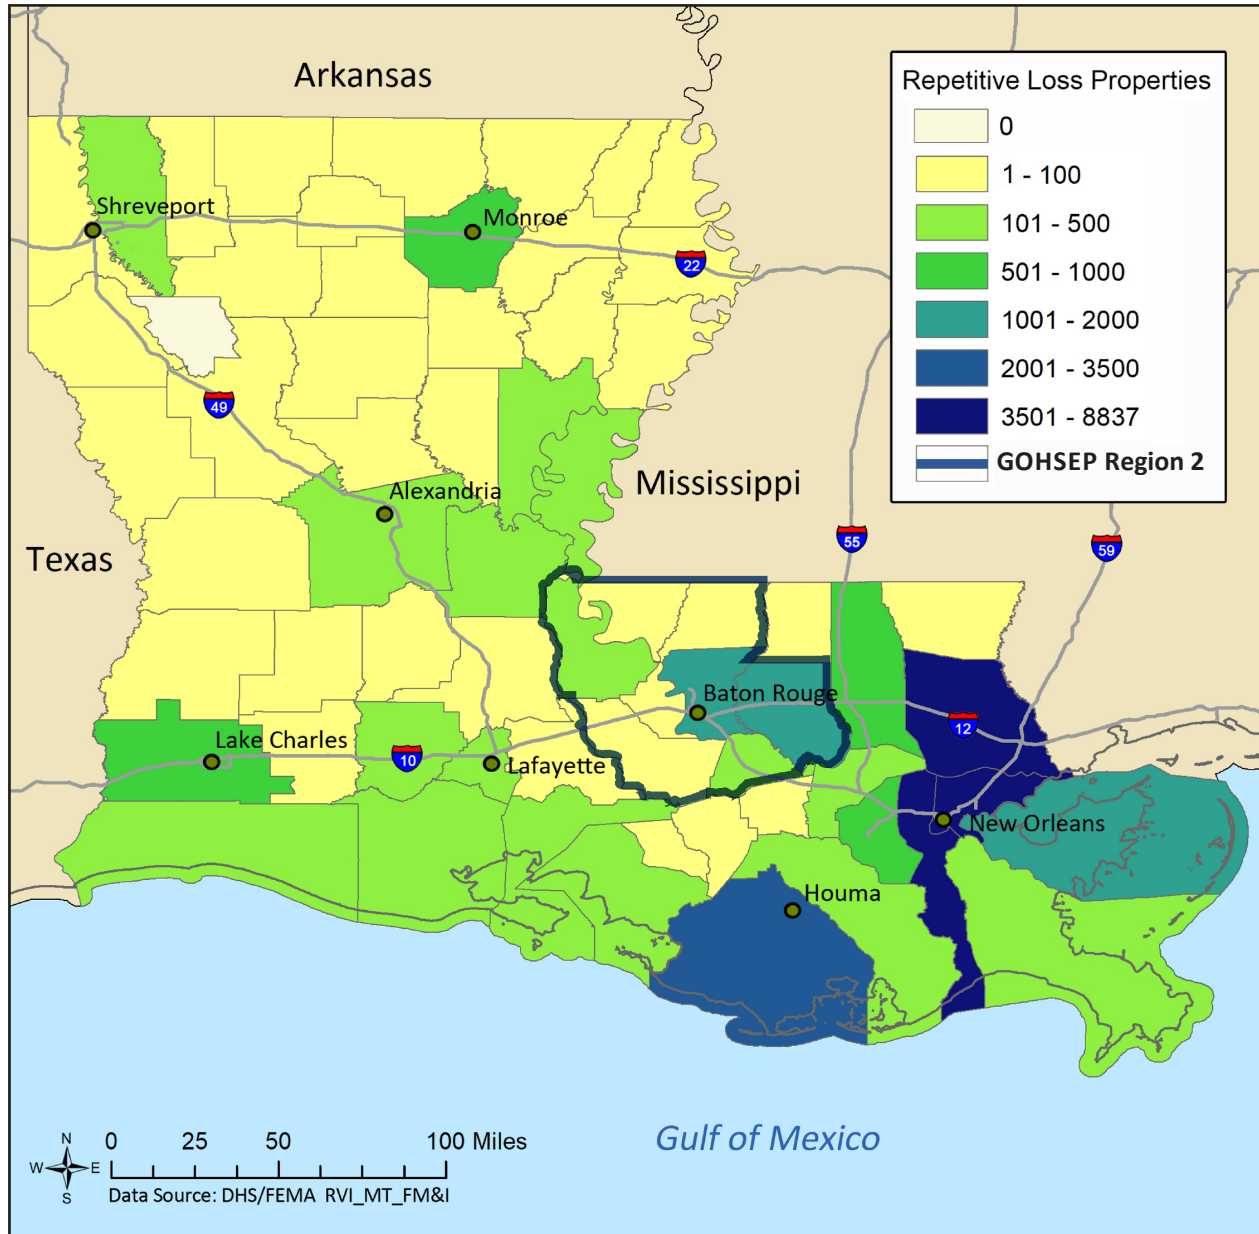 Arkansas
Repetitive Loss Properties
0
1 - 100
101 - 500
501 - 1000
1001 - 2000
2001 - 3500
3501 - 8837
GOHSEP Region 2
Shreveport
Monroe
22
49
Mississippi
Alexandria
Texas
55
59
Baton Rouge
12
Lake Charles
10
Lafayette
New Orleans
Houma
Gulf of Mexico
N
W E
S
0 25 50 100 Miles
Data Source: DHS/FEMA RVI_MT_FM&I